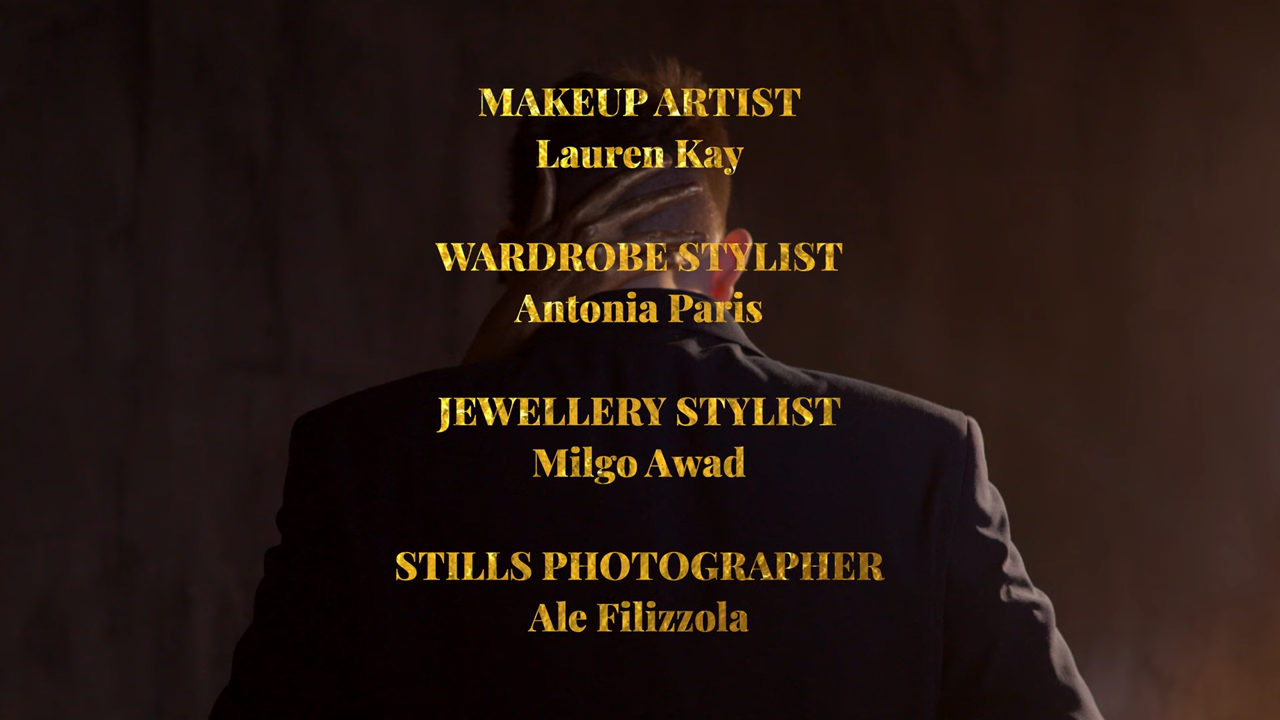 MAKEUP ARTIST
Lauren Kay
WARDROBE STYLIST
Antonia Paris
JEWELLERY STYLIST
Milgo Awad
STILLS PHOTOGRAPHER
Ale Filizzola